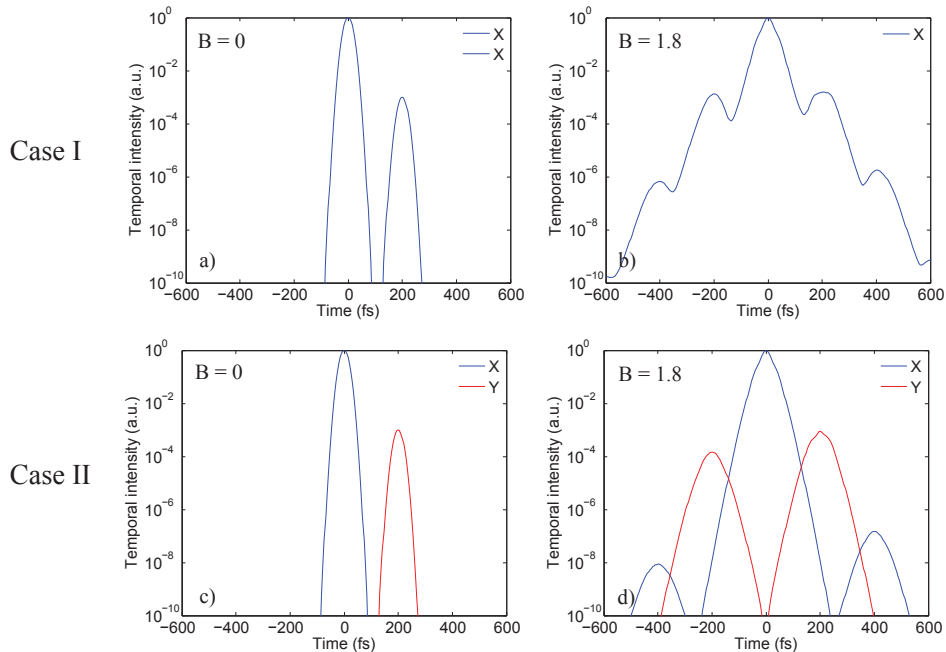 Case I
B = 0
X
X
Temporal intensity (a.u.)
10^0
10^−2
10^−4
10^−6
10^−8
10^−10
a)
−600 −400 −200 0 200 400 600
Time (fs)
B = 1.8
X
Temporal intensity (a.u.)
10^0
10^−2
10^−4
10^−6
10^−8
10^−10
b)
−600 −400 −200 0 200 400 600
Time (fs)
Case II
B = 0
X
Y
Temporal intensity (a.u.)
10^0
10^−2
10^−4
10^−6
10^−8
10^−10
c)
−600 −400 −200 0 200 400 600
Time (fs)
B = 1.8
X
Y
Temporal intensity (a.u.)
10^0
10^−2
10^−4
10^−6
10^−8
10^−10
d)
−600 −400 −200 0 200 400 600
Time (fs)